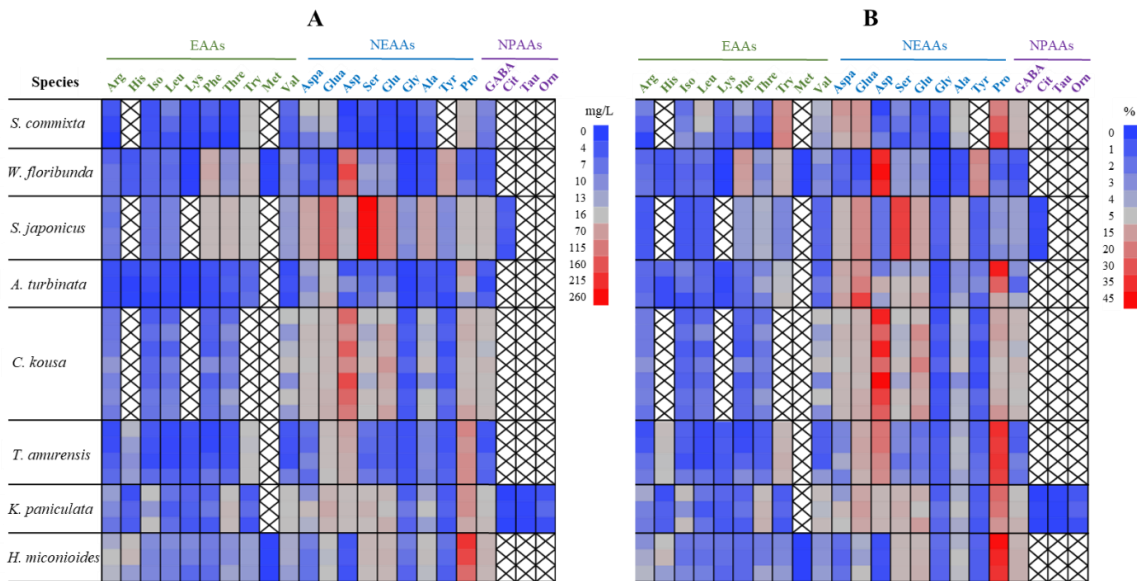 A
B
EAAs NEAAs NPAAs
EAAs NEAAs NPAAs
Species Arg His Iso Leu Lys Phe Thre Try Met Val Aspa Glua Asp Ser Glu Gly Ala Tyr Pro GABA Cit Tau Orn
Arg His Iso Leu Lys Phe Thre Try Met Val Aspa Glua Asp Ser Glu Gly Ala Tyr Pro GABA Cit Tau Orn
S. commixta
W. floribunda
S. japonicus
A. turbinata
C. kousa
T. amurensis
K. paniculata
H. miconioides
mg/L
0
4
7
10
13
16
70
115
160
215
260
%
0
1
2
3
4
5
15
20
30
35
45